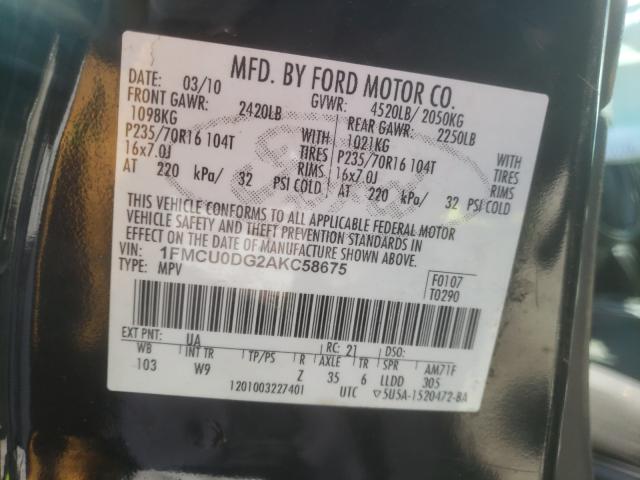 MFD. BY FORD MOTOR CO.
DATE: 03/10 GVWR: 4520LB/ 2050KG
FRONT GAWR: 2420LB REAR GAWR: 2250LB
1098KG WITH 1021KG WITH
P235/70R16 104T TIRES P235/70R16 104T TIRES
16x7.0J RIMS 16x7.0J RIMS
AT 220 kPa/ 32 PSI COLD AT 220 kPa/ 32 PSI COLD
THIS VEHICLE CONFORMS TO ALL APPLICABLE FEDERAL MOTOR
VEHICLE SAFETY AND THEFT PREVENTION STANDARDS IN
EFFECT ON THE DATE OF MANUFACTURE SHOWN ABOVE.
VIN: 1FMCU0DG2AKC58675
TYPE: MPV
F0107
T0290
EXT PNT: UA RC: 21 DSO:
WB INT TR TP/PS R AXLE TR SPR AM71F
103 W9 Z 35 6 LLDD 305
1201003227401 UTC ▽5U5A-1520472-BA